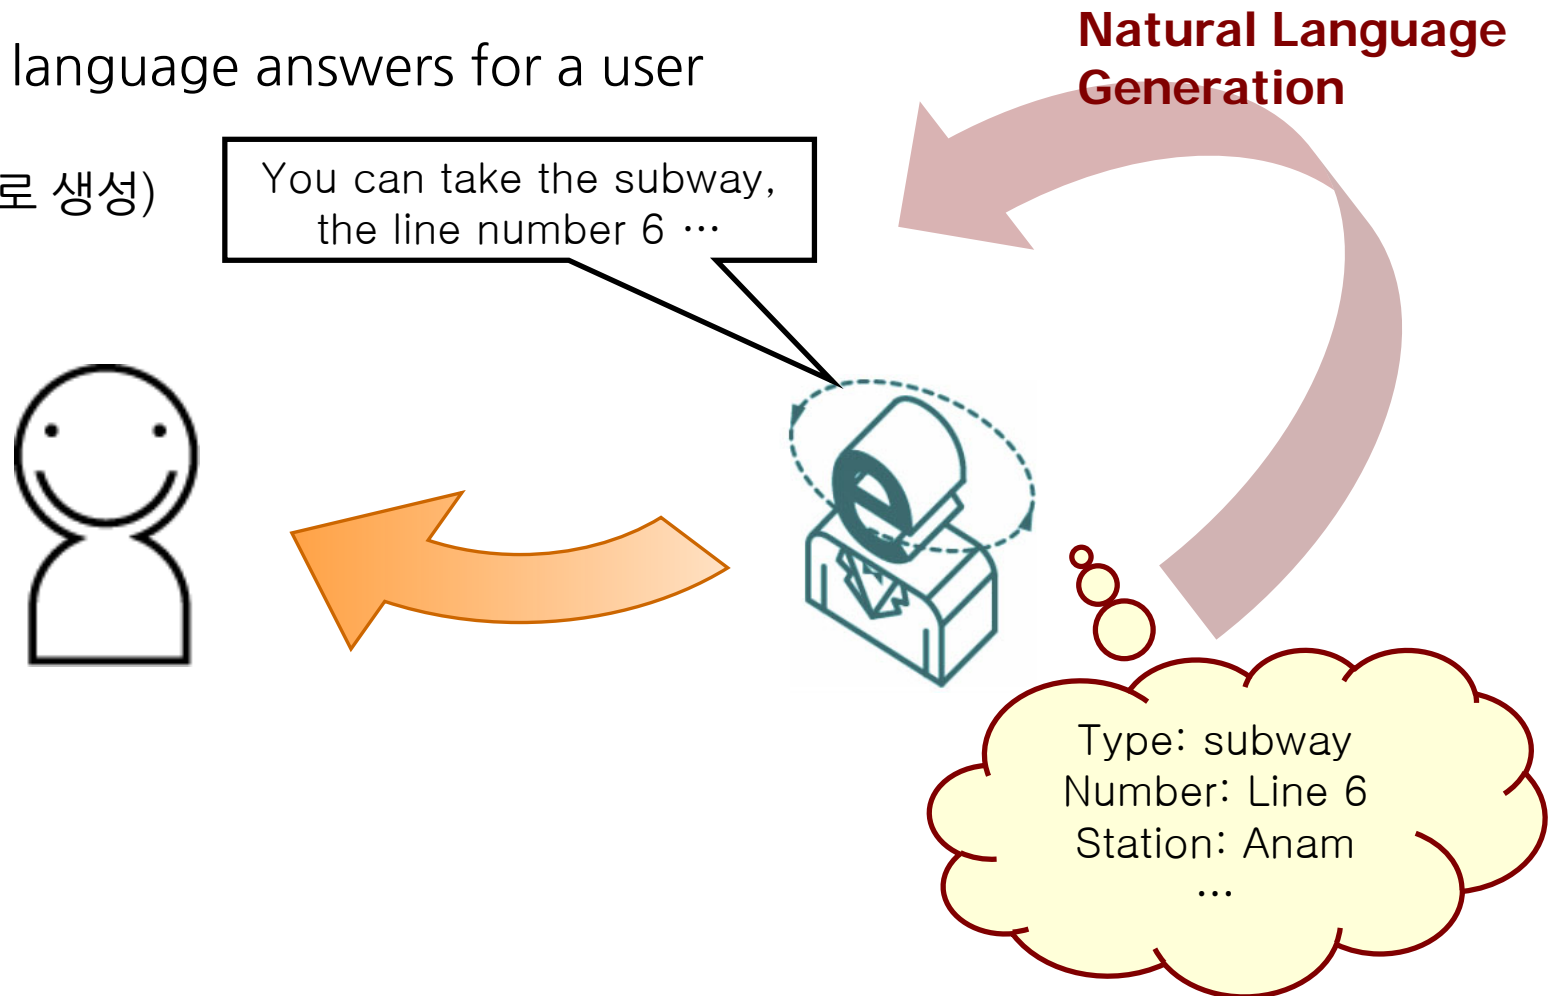 Natural Language
Generation
language answers for a user
로 생성)
You can take the subway,
the line number 6 …
Type: subway
Number: Line 6
Station: Anam
…